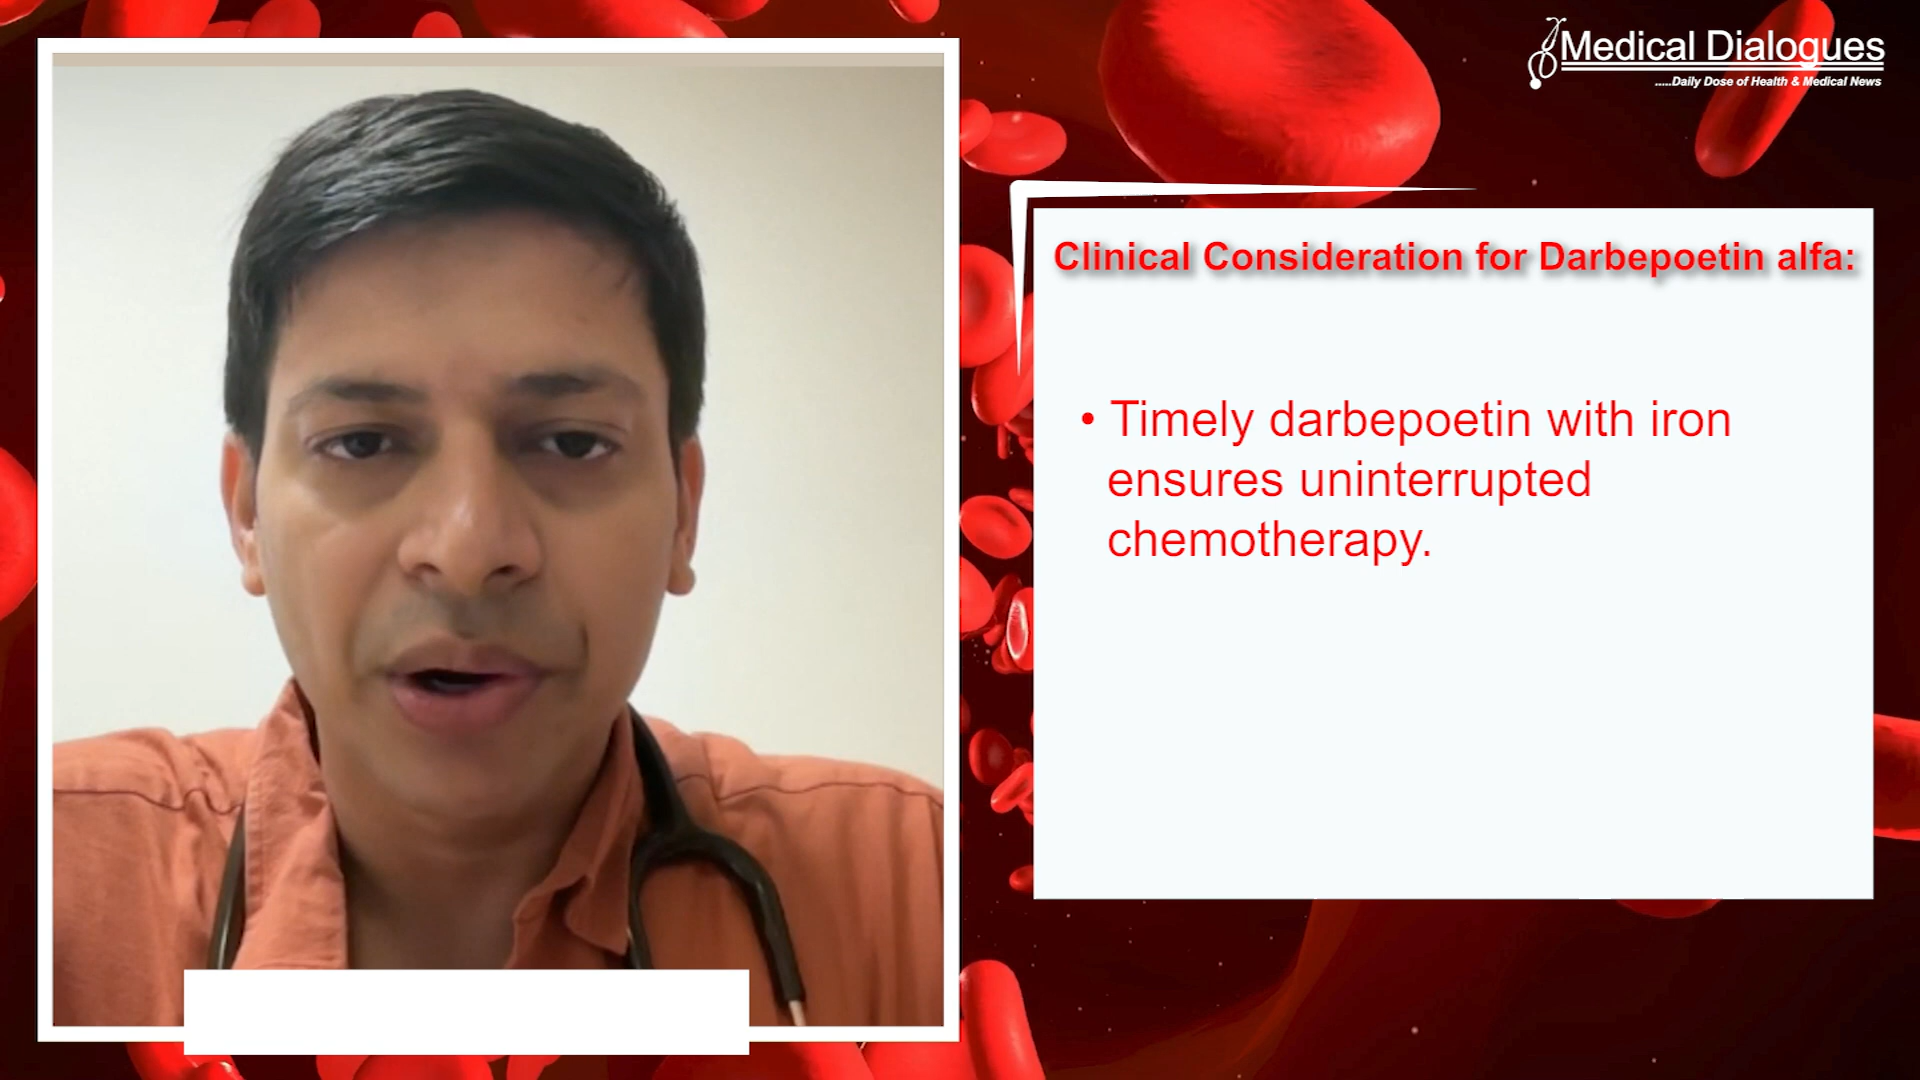 Medical Dialogues
.....Daily Dose of Health & Medical News
Clinical Consideration for Darbepoetin alfa:
• Timely darbepoetin with iron
ensures uninterrupted
chemotherapy.